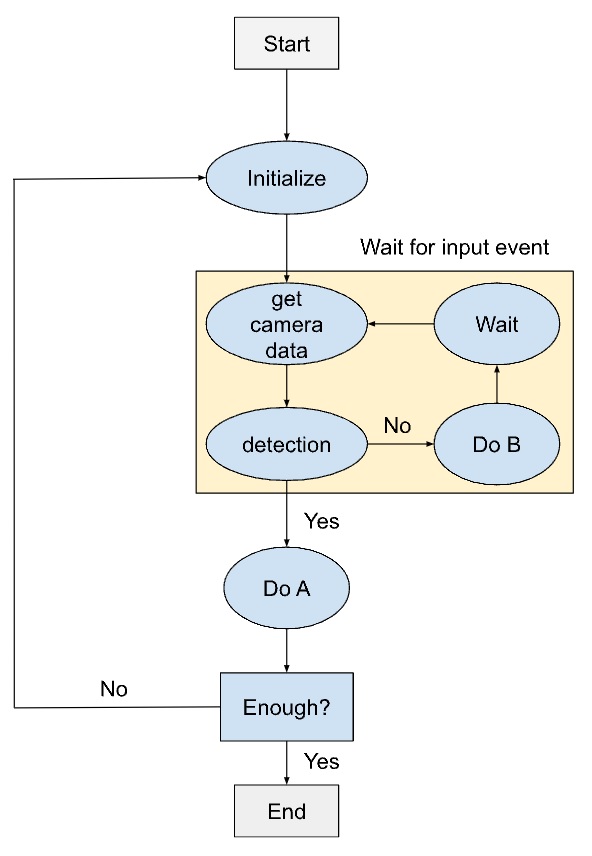 Start
Initialize
Wait for input event
get
camera
data
Wait
detection
No
Do B
Yes
Do A
No
Enough?
Yes
End